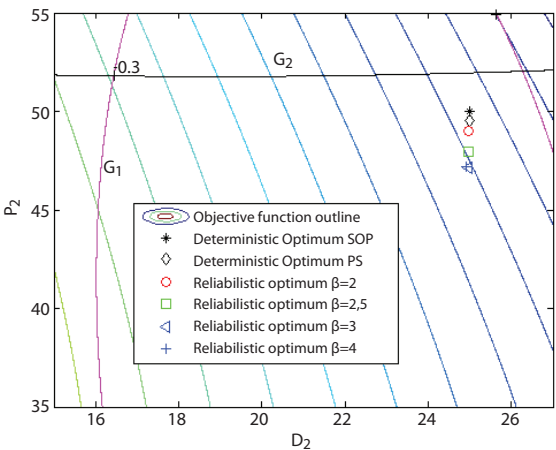 55
50
45
40
35
P2
-0.3
G2
G1
Objective function outline
Deterministic Optimum SOP
Deterministic Optimum PS
Reliabilistic optimum β=2
Reliabilistic optimum β=2,5
Reliabilistic optimum β=3
Reliabilistic optimum β=4
16 18 20 22 24 26
D2